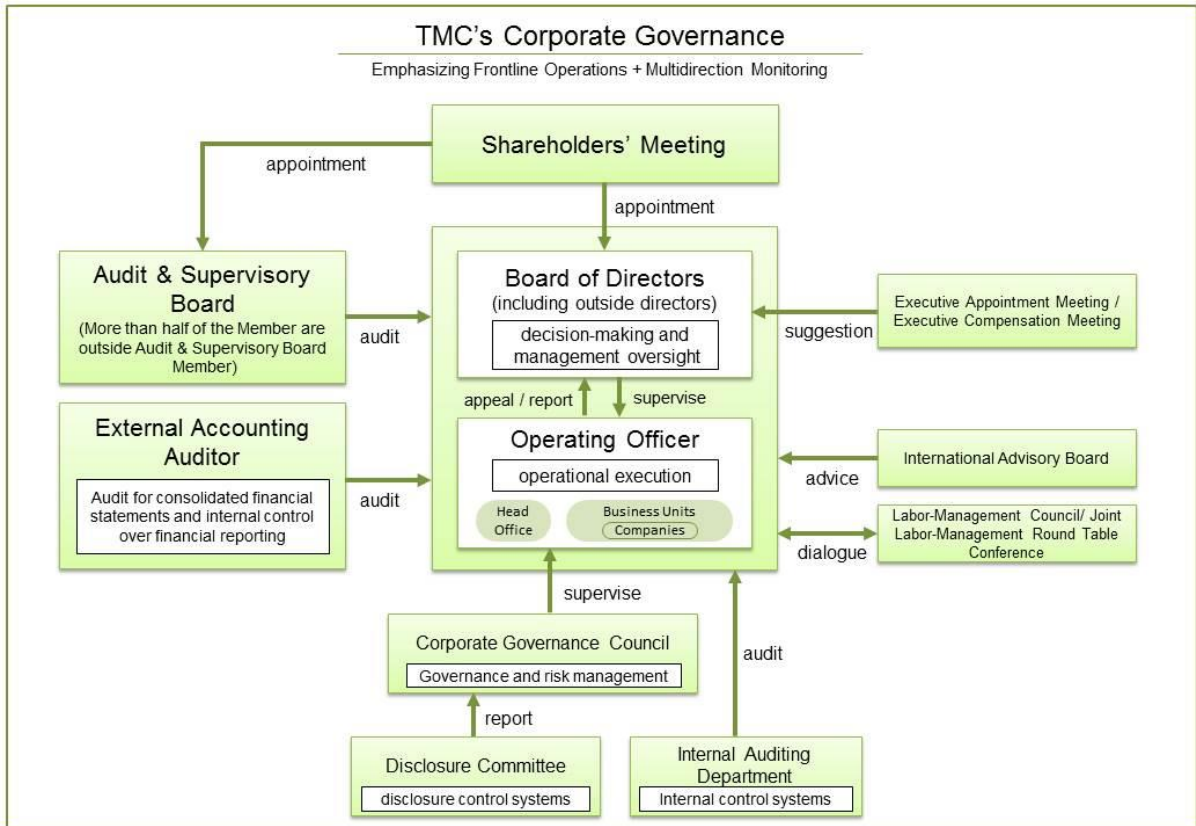 TMC's Corporate Governance
Emphasizing Frontline Operations + Multidirection Monitoring
Shareholders' Meeting
appointment
appointment
Audit & Supervisory
Board
(More than half of the Member are
outside Audit & Supervisory Board
Member)
audit
Board of Directors
(including outside directors)
decision-making and
management oversight
suggestion
Executive Appointment Meeting /
Executive Compensation Meeting
appeal / report
supervise
External Accounting
Auditor
Audit for consolidated financial
statements and internal control
over financial reporting
audit
Operating Officer
operational execution
Head
Office
Business Units
Companies
advice
International Advisory Board
dialogue
Labor-Management Council/ Joint
Labor-Management Round Table
Conference
supervise
Corporate Governance Council
Governance and risk management
audit
report
Disclosure Committee
disclosure control systems
Internal Auditing
Department
Internal control systems